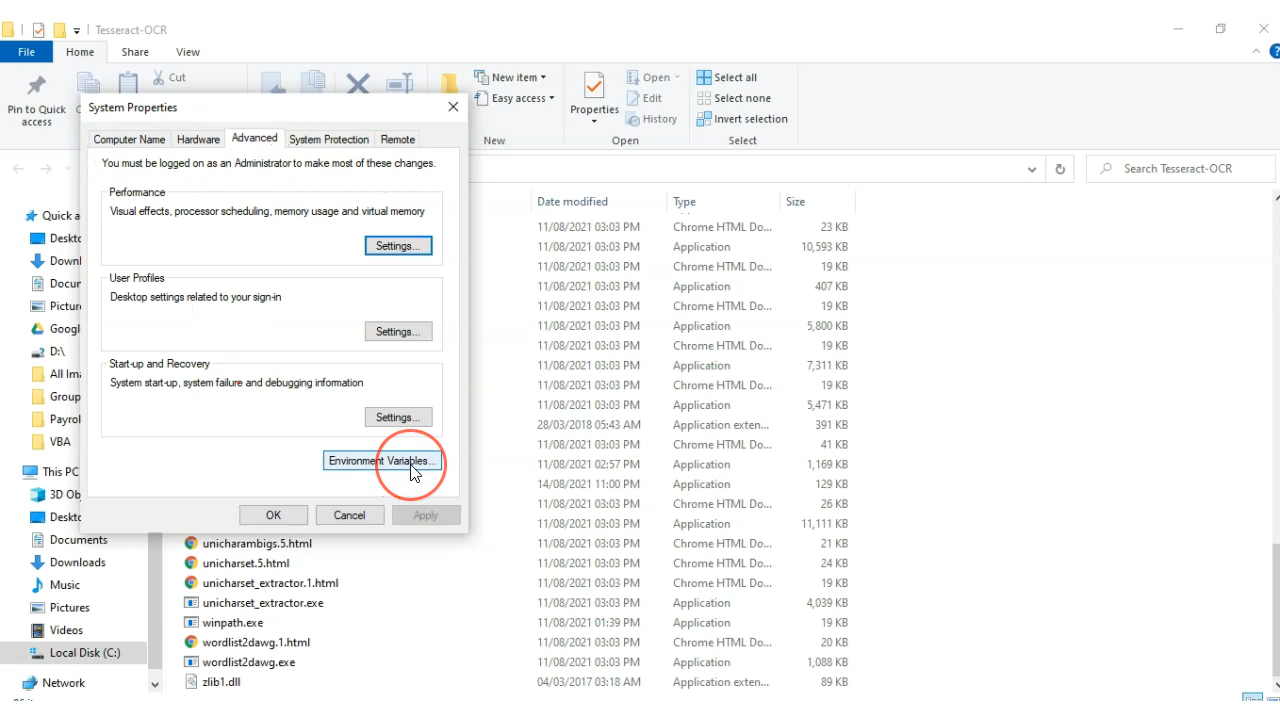 Tesseract-OCR
File Home Share View
Pin to Quick access
Cut
New item
Easy access
New
Properties
Open
Edit
History
Open
Select all
Select none
Invert selection
Select
System Properties
Computer Name Hardware Advanced System Protection Remote
You must be logged on as an Administrator to make most of these changes.
Performance
Visual effects, processor scheduling, memory usage and virtual memory
Settings...
User Profiles
Desktop settings related to your sign-in
Settings...
Start-up and Recovery
System start-up, system failure and debugging information
Settings...
Environment Variables...
OK Cancel Apply
Search Tesseract-OCR
Quick a
Deskto
Downl
Docur
Pictur
Googl
D:\
All Ima
Group
Payrol
VBA
This PC
3D Ob
Deskto
Documents
Downloads
Music
Pictures
Videos
Local Disk (C:)
Network
Date modified Type Size
11/08/2021 03:03 PM Chrome HTML Do... 23 KB
11/08/2021 03:03 PM Application 10,593 KB
11/08/2021 03:03 PM Chrome HTML Do... 19 KB
11/08/2021 03:03 PM Application 407 KB
11/08/2021 03:03 PM Chrome HTML Do... 19 KB
11/08/2021 03:03 PM Application 5,800 KB
11/08/2021 03:03 PM Chrome HTML Do... 19 KB
11/08/2021 03:03 PM Application 7,311 KB
11/08/2021 03:03 PM Chrome HTML Do... 19 KB
11/08/2021 03:03 PM Application 5,471 KB
28/03/2018 05:43 AM Application exten... 391 KB
11/08/2021 03:03 PM Chrome HTML Do... 41 KB
11/08/2021 02:57 PM Application 1,169 KB
14/08/2021 11:00 PM Application 129 KB
11/08/2021 03:03 PM Chrome HTML Do... 26 KB
11/08/2021 03:03 PM Application 11,111 KB
unicharambigs.5.html 11/08/2021 03:03 PM Chrome HTML Do... 21 KB
unicharset.5.html 11/08/2021 03:03 PM Chrome HTML Do... 24 KB
unicharset_extractor.1.html 11/08/2021 03:03 PM Chrome HTML Do... 19 KB
unicharset_extractor.exe 11/08/2021 03:03 PM Application 4,039 KB
winpath.exe 11/08/2021 01:39 PM Application 19 KB
wordlist2dawg.1.html 11/08/2021 03:03 PM Chrome HTML Do... 20 KB
wordlist2dawg.exe 11/08/2021 03:03 PM Application 1,088 KB
zlib1.dll 04/03/2017 03:18 AM Application exten... 89 KB